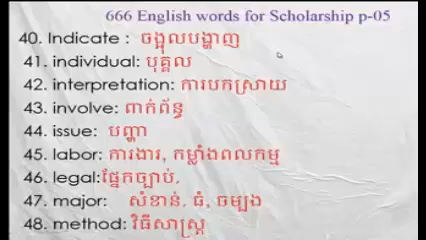 666 English words for Scholarship p-05
40. Indicate : ចង្អុលបង្ហាញ
41. individual: បុគ្គល
42. interpretation: ការបកស្រាយ
43. involve: ពាក់ព័ន្ធ
44. issue: បញ្ហា
45. labor: ការងារ, កម្លាំងពលកម្ម
46. legal:ផ្នែកច្បាប់,
47. major: សំខាន់, ធំ, ចម្បង
48. method: វិធីសាស្ត្រ